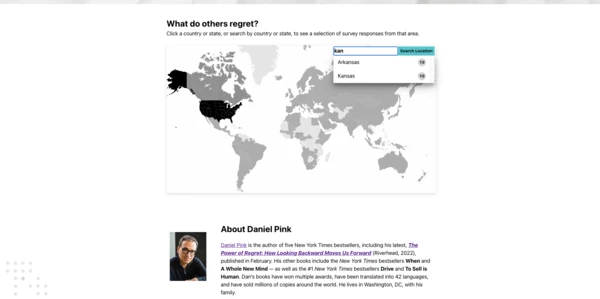 What do others regret?
Click a country or state, or search by country or state, to see a selection of survey responses from that area.
kan
Search Location
Arkansas 10
Kansas 10
About Daniel Pink
Daniel Pink is the author of five New York Times bestsellers, including his latest, The
Power of Regret: How Looking Backward Moves Us Forward (Riverhead, 2022),
published in February. His other books include the New York Times bestsellers When and
A Whole New Mind — as well as the #1 New York Times bestsellers Drive and To Sell is
Human. Dan's books have won multiple awards, have been translated into 42 languages,
and have sold millions of copies around the world. He lives in Washington, DC, with his
family.